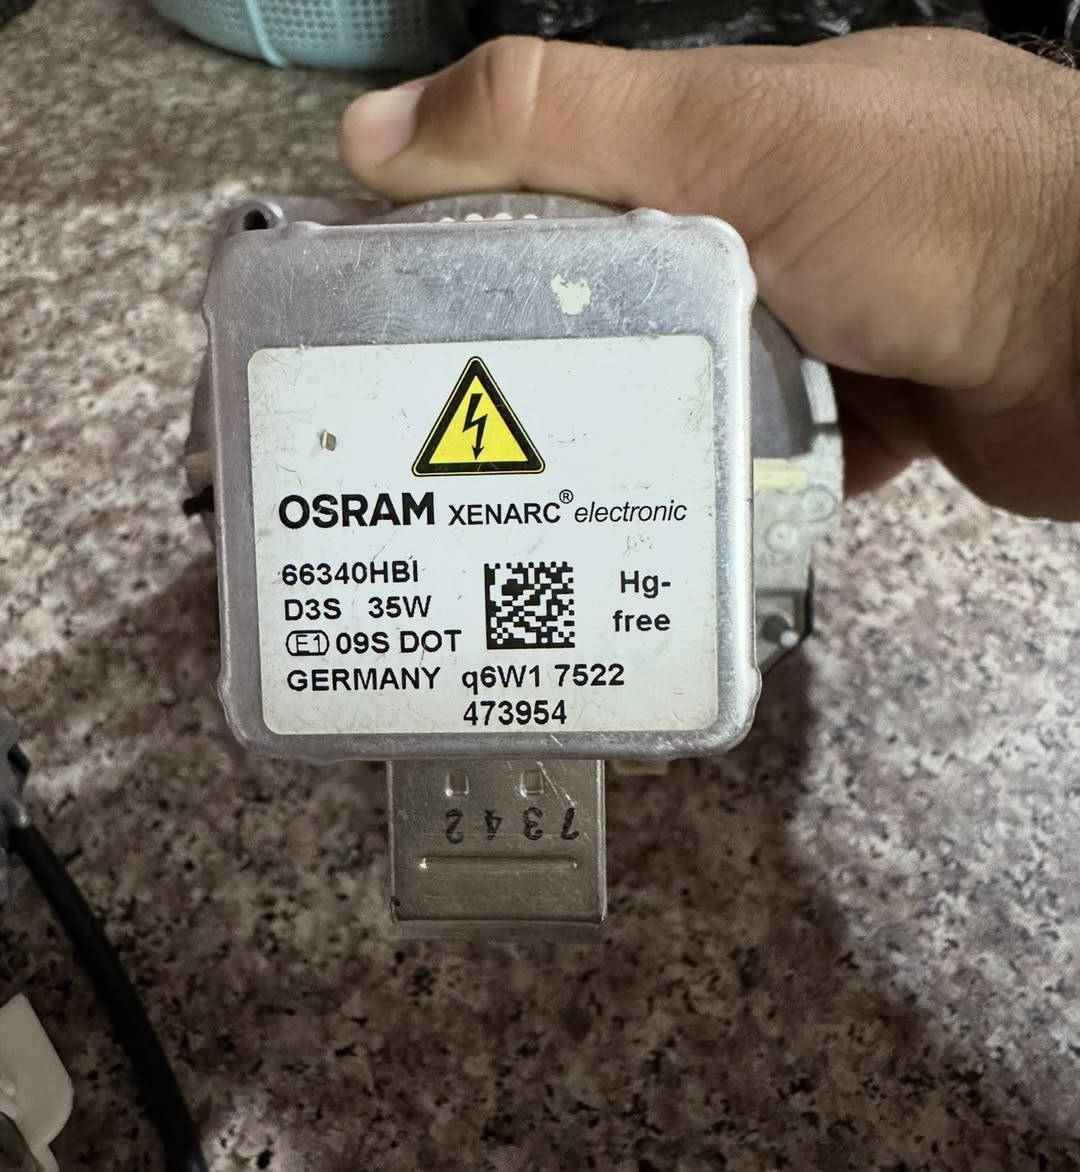 OSRAM XENARC® electronic
66340HBI
D3S 35W
Hg-
free
E1 09S DOT
GERMANY q6W1 7522
473954
7342